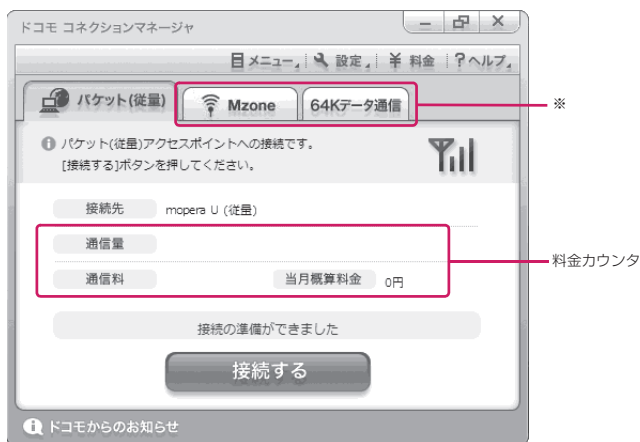 ドコモ コネクションマネージャ
メニュー 設定 ¥ 料金 ? ヘルプ
パケット(従量) Mzone 64Kデータ通信
※
パケット(従量)アクセスポイントへの接続です。
[接続する]ボタンを押してください。
接続先 mopera U (従量)
通信量
料金カウンタ
通信料 当月概算料金 0円
接続の準備ができました
接続する
ドコモからのお知らせ